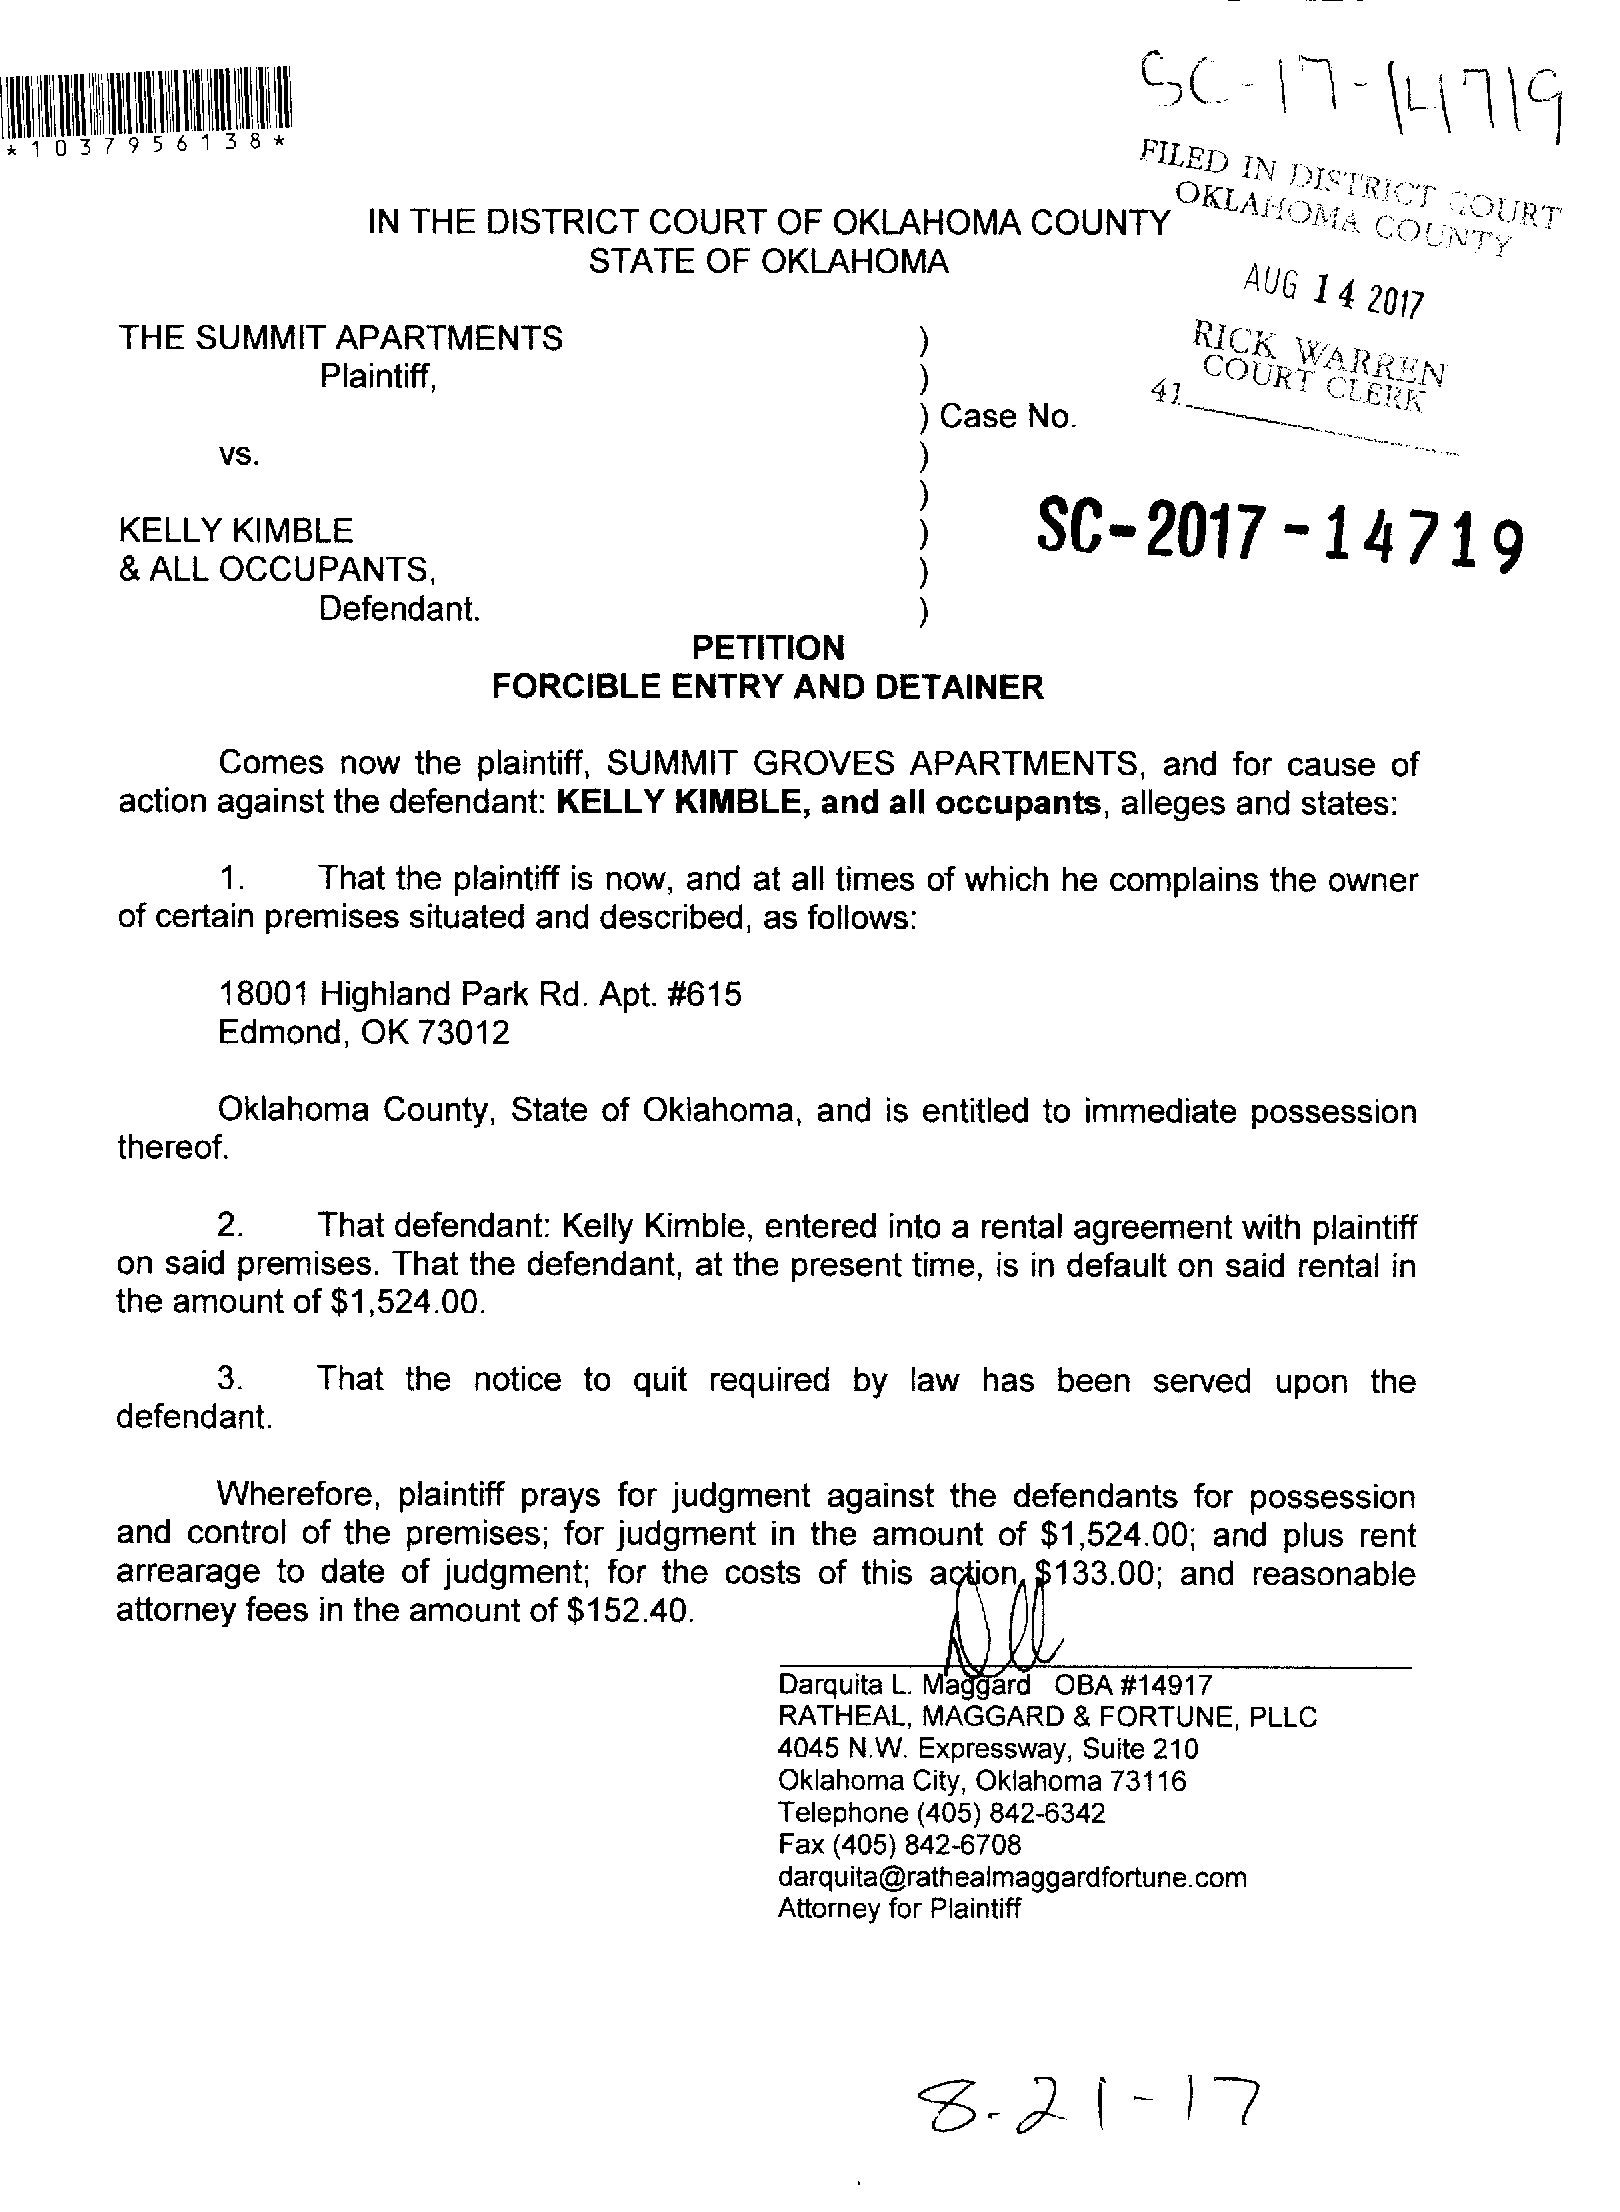 SC-17-14719
*1037956138*
FILED IN DISTRICT COURT
OKLAHOMA COUNTY
IN THE DISTRICT COURT OF OKLAHOMA COUNTY
STATE OF OKLAHOMA
AUG 14 2017
RICK WARREN
COURT CLERK
41
THE SUMMIT APARTMENTS )
Plaintiff, )
) Case No.
vs. )
)
KELLY KIMBLE )
SC-2017-14719
& ALL OCCUPANTS, )
Defendant. )
PETITION
FORCIBLE ENTRY AND DETAINER
Comes now the plaintiff, SUMMIT GROVES APARTMENTS, and for cause of
action against the defendant: KELLY KIMBLE, and all occupants, alleges and states:
1. That the plaintiff is now, and at all times of which he complains the owner
of certain premises situated and described, as follows:
18001 Highland Park Rd. Apt. #615
Edmond, OK 73012
Oklahoma County, State of Oklahoma, and is entitled to immediate possession
thereof.
2. That defendant: Kelly Kimble, entered into a rental agreement with plaintiff
on said premises. That the defendant, at the present time, is in default on said rental in
the amount of $1,524.00.
3. That the notice to quit required by law has been served upon the
defendant.
Wherefore, plaintiff prays for judgment against the defendants for possession
and control of the premises; for judgment in the amount of $1,524.00; and plus rent
arrearage to date of judgment; for the costs of this action, $133.00; and reasonable
attorney fees in the amount of $152.40.
Darquita L. Maggard OBA #14917
RATHEAL, MAGGARD & FORTUNE, PLLC
4045 N.W. Expressway, Suite 210
Oklahoma City, Oklahoma 73116
Telephone (405) 842-6342
Fax (405) 842-6708
darquita@rathealmaggardfortune.com
Attorney for Plaintiff
8-21-17